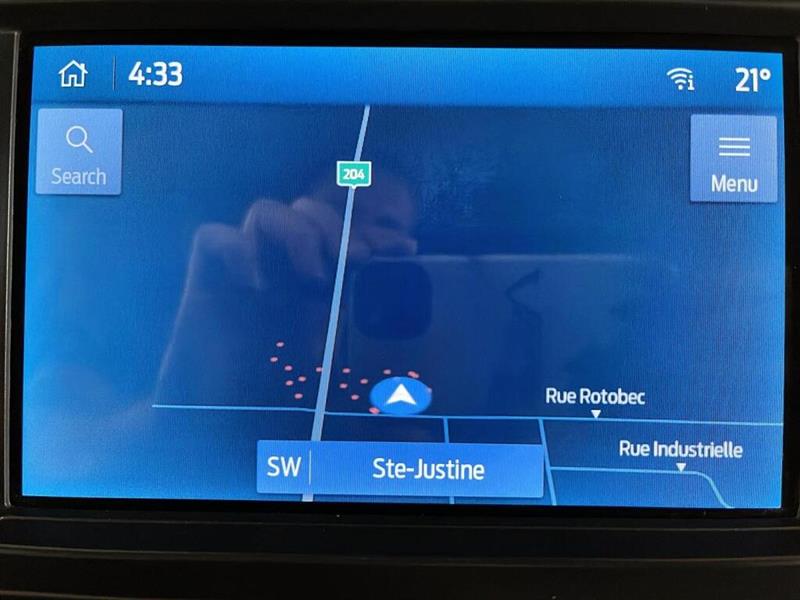 4:33
21°
Search
Menu
204
Rue Rotobec
Rue Industrielle
SW
Ste-Justine